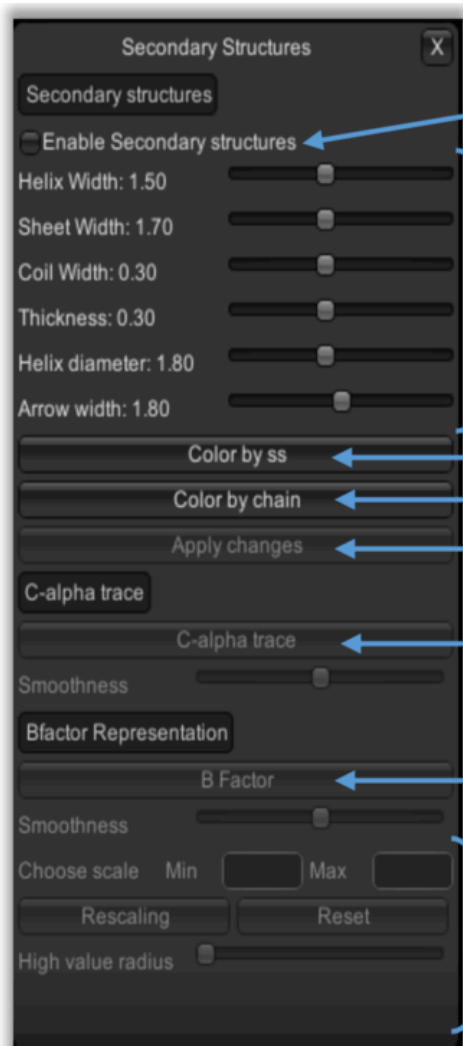 Secondary Structures X
Secondary structures
Enable Secondary structures
Helix Width: 1.50
Sheet Width: 1.70
Coil Width: 0.30
Thickness: 0.30
Helix diameter: 1.80
Arrow width: 1.80
Color by ss
Color by chain
Apply changes
C-alpha trace
C-alpha trace
Smoothness
Bfactor Representation
B Factor
Smoothness
Choose scale Min Max
Rescaling Reset
High value radius